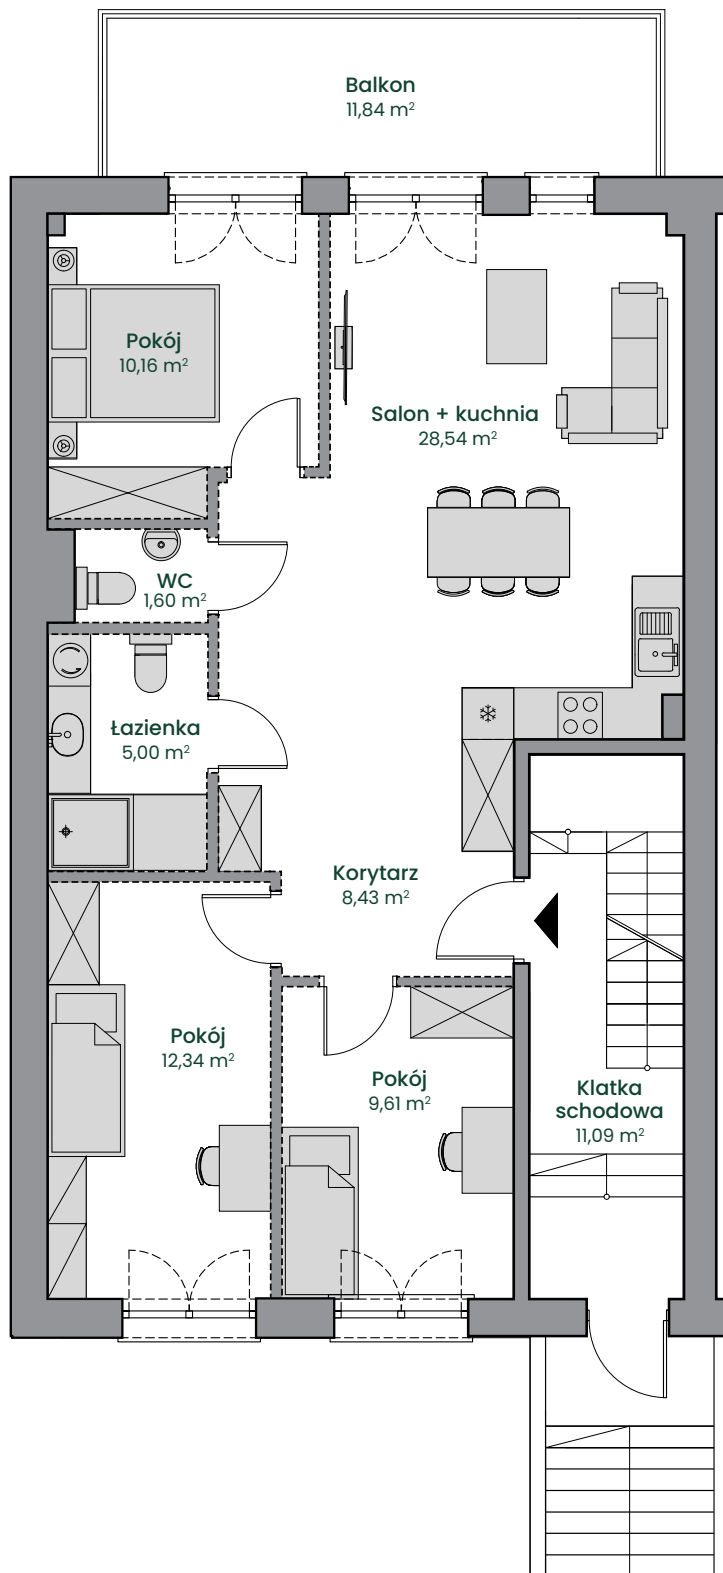 Balkon
11,84 m²
Pokój
10,16 m²
Salon + kuchnia
28,54 m²
WC
1,60 m²
Łazienka
5,00 m²
Korytarz
8,43 m²
Pokój
12,34 m²
Pokój
9,61 m²
Klatka
schodowa
11,09 m²